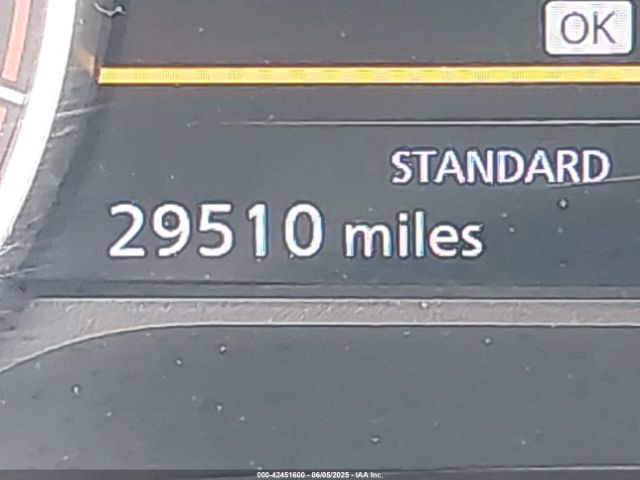 OK
STANDARD
29510 miles
000-42451600 - 06/05/2025 - IAA Inc.